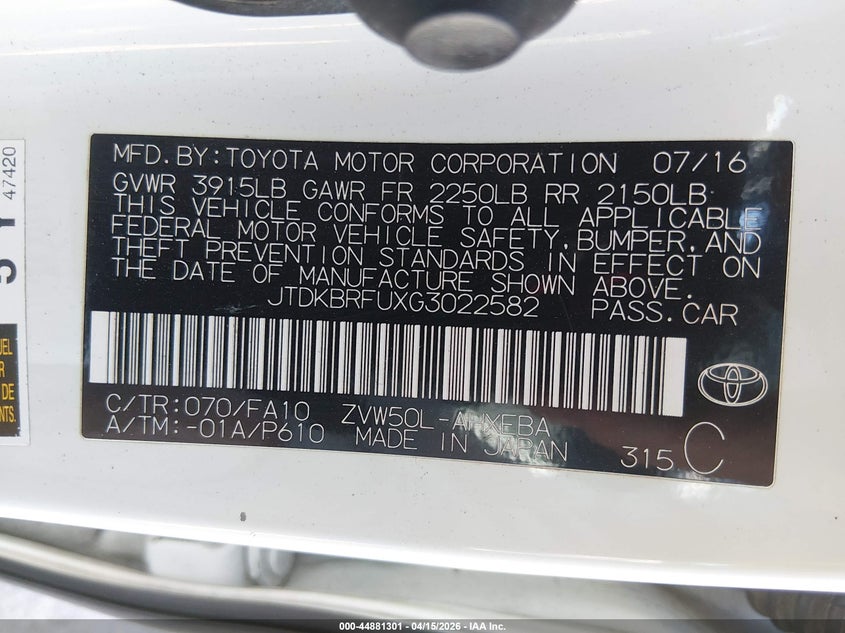 MFD.BY:TOYOTA MOTOR CORPORATION 07/16
GVWR 3915LB GAWR FR 2250LB RR 2150LB
THIS VEHICLE CONFORMS TO ALL APPLICABLE
FEDERAL MOTOR VEHICLE SAFETY,BUMPER,AND
THEFT PREVENTION STANDARDS IN EFFECT ON
THE DATE OF MANUFACTURE SHOWN ABOVE.
JTDKBRFUXG3022582 PASS.CAR
C/TR:070/FA10 ZVW50L-AHXEBA
A/TM:-01A/P610 MADE IN JAPAN
315 C
47420
5 Y
DE
000-44881301 - 04/15/2026 - IAA Inc.